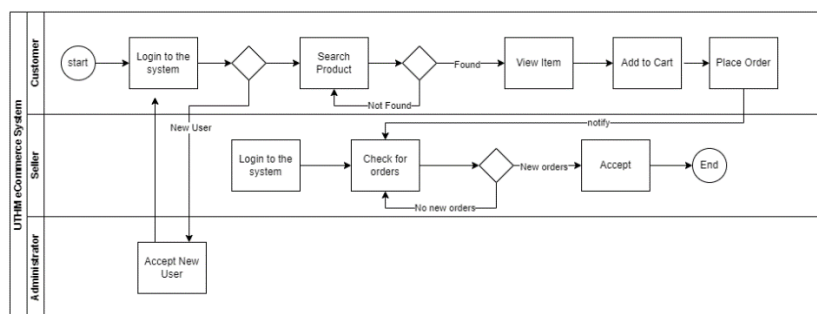 UTHM eCommerce System
Customer
start
Login to the
system
Search
Product
Found
View Item
Add to Cart
Place Order
Not Found
New User
notify
Seller
Login to the
system
Check for
orders
New orders
Accept
End
No new orders
Administrator
Accept New
User